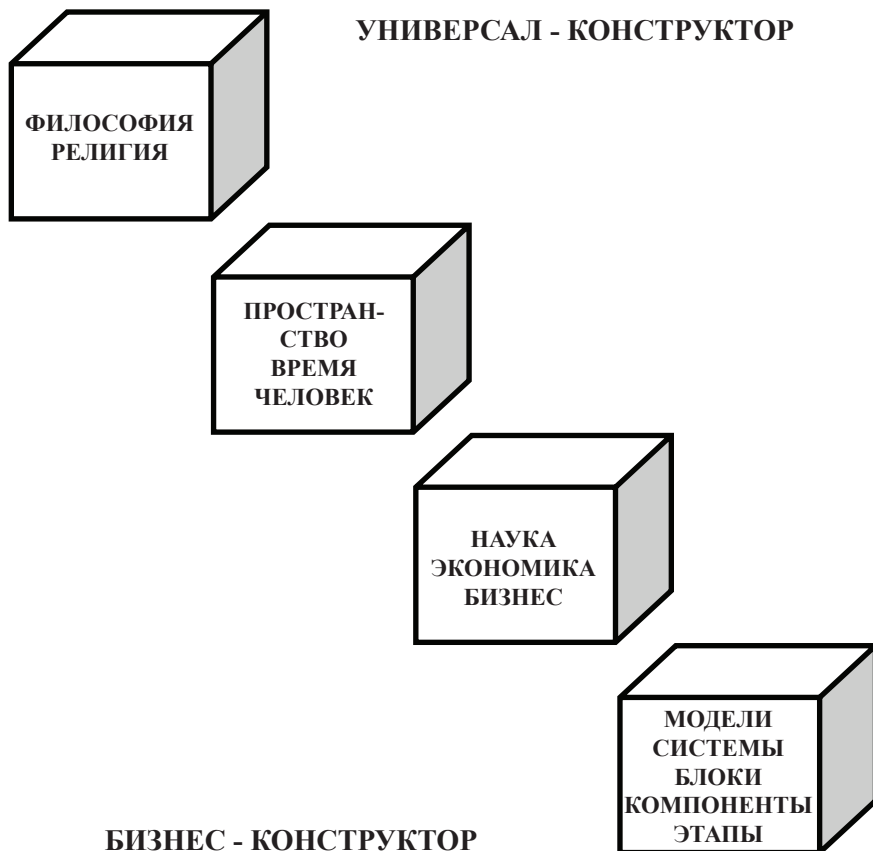 УНИВЕРСАЛ - КОНСТРУКТОР
ФИЛОСОФИЯ
РЕЛИГИЯ
ПРОСТРАН-
СТВО
ВРЕМЯ
ЧЕЛОВЕК
НАУКА
ЭКОНОМИКА
БИЗНЕС
МОДЕЛИ
СИСТЕМЫ
БЛОКИ
КОМПОНЕНТЫ
ЭТАПЫ
БИЗНЕС - КОНСТРУКТОР